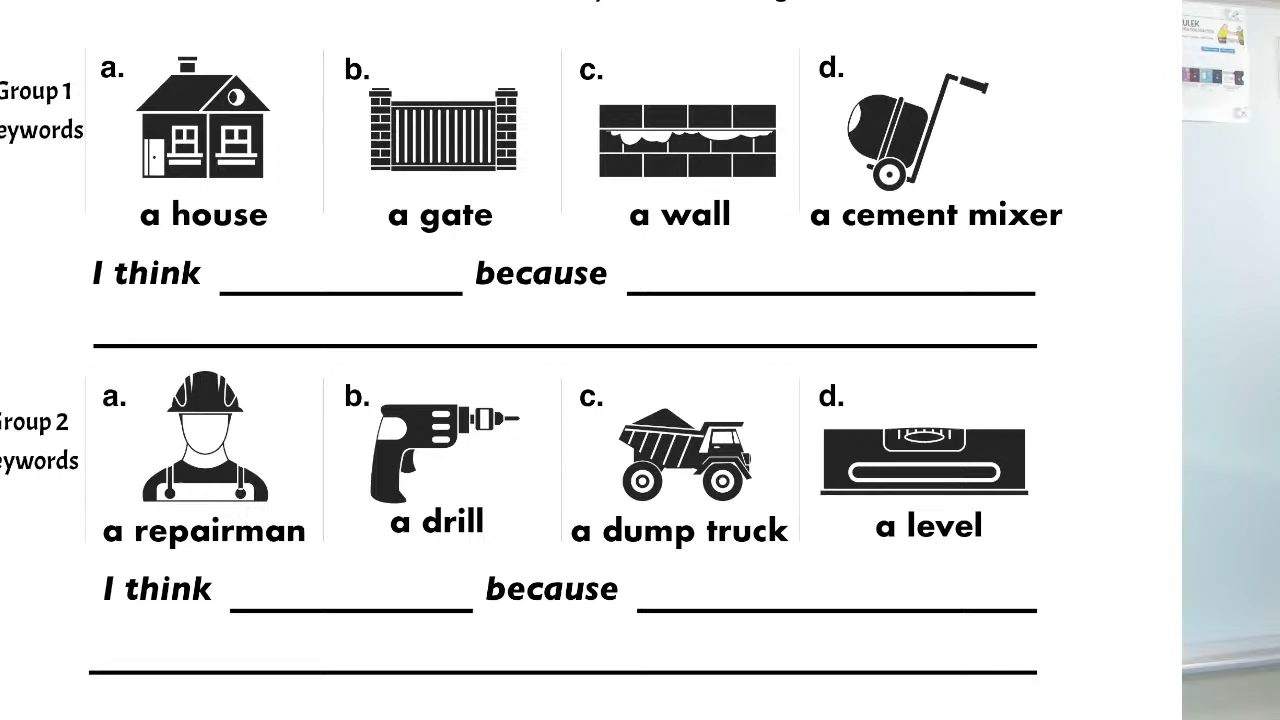 a. b. c. d.
Group 1
eywords
a house a gate a wall a cement mixer
I think because
a. b. c. d.
Group 2
eywords
a repairman a drill a dump truck a level
I think because